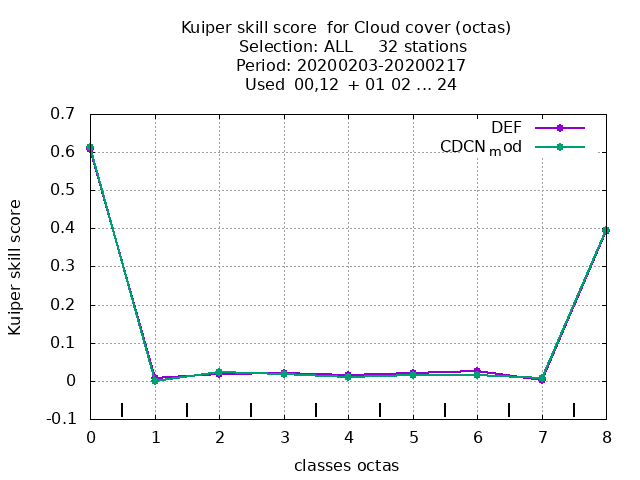 Kuiper skill score  for Cloud cover (octas)
Selection: ALL     32 stations
Period: 20200203-20200217
Used  00,12  + 01 02 ... 24
0.7
DEF
CDCNmod
0.6
0.5
0.4
0.3
0.2
0.1
0
-0.1
Kuiper skill score
0 1 2 3 4 5 6 7 8
classes octas